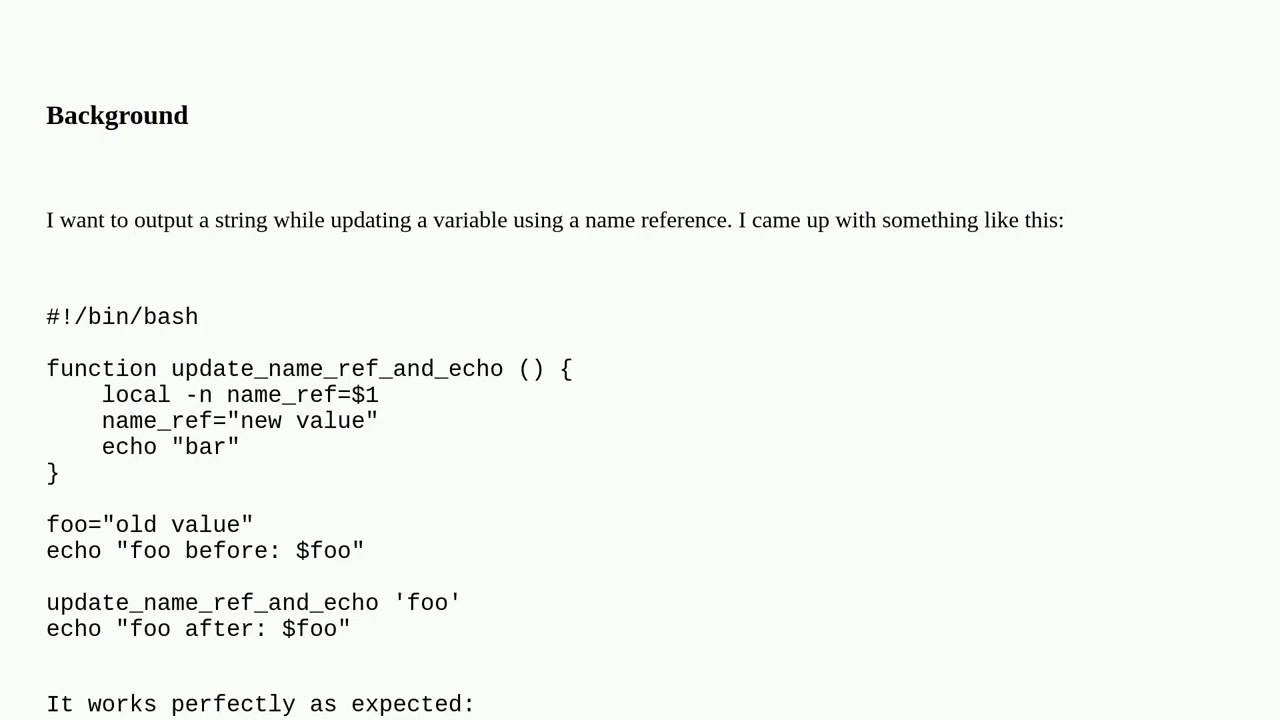 Background
I want to output a string while updating a variable using a name reference. I came up with something like this:
#!/bin/bash
function update_name_ref_and_echo () {
    local -n name_ref=$1
    name_ref="new value"
    echo "bar"
}
foo="old value"
echo "foo before: $foo"
update_name_ref_and_echo 'foo'
echo "foo after: $foo"
It works perfectly as expected: